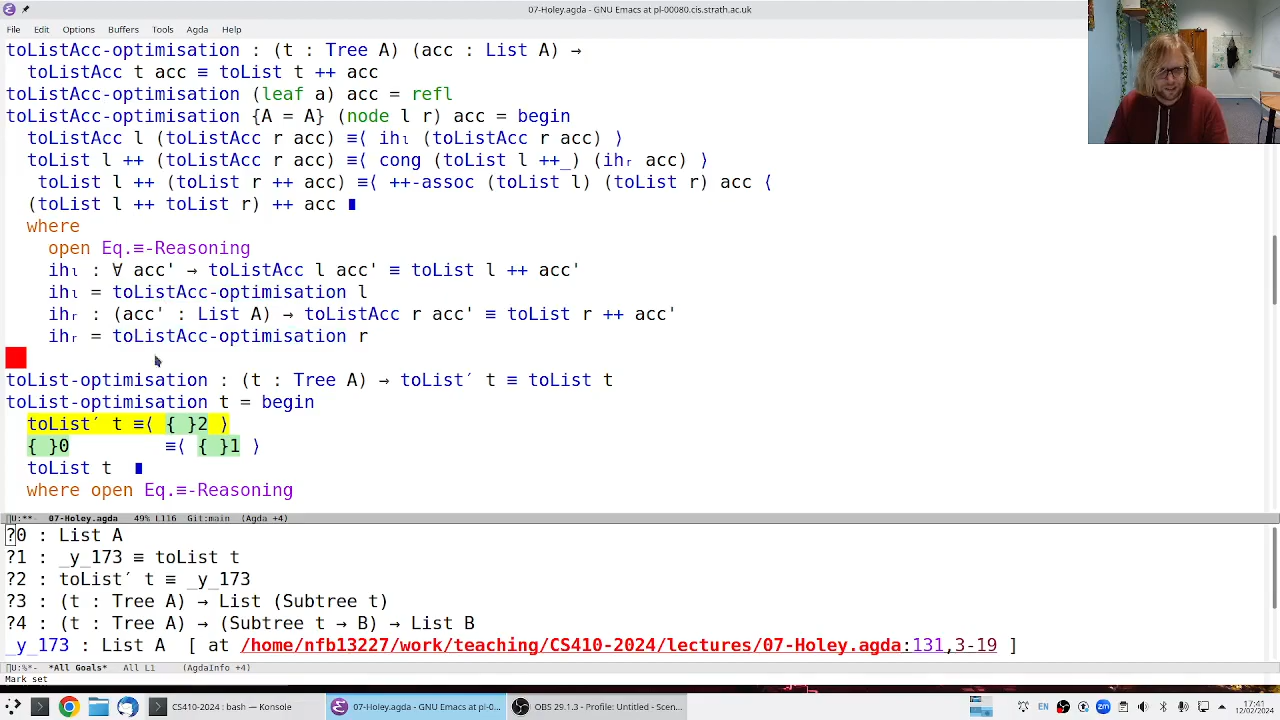 07-Holey.agda - GNU Emacs at pl-00080.cis.strath.ac.uk
File Edit Options Buffers Tools Agda Help
toListAcc-optimisation : (t : Tree A) (acc : List A) →
toListAcc t acc ≡ toList t ++ acc
toListAcc-optimisation (leaf a) acc = refl
toListAcc-optimisation {A = A} (node l r) acc = begin
toListAcc l (toListAcc r acc) ≡⟨ ihₗ (toListAcc r acc) ⟩
toList l ++ (toListAcc r acc) ≡⟨ cong (toList l ++_) (ihᵣ acc) ⟩
toList l ++ (toList r ++ acc) ≡⟨ ++-assoc (toList l) (toList r) acc ⟨
(toList l ++ toList r) ++ acc ∎
where
open Eq.≡-Reasoning
ihₗ : ∀ acc' → toListAcc l acc' ≡ toList l ++ acc'
ihₗ = toListAcc-optimisation l
ihᵣ : (acc' : List A) → toListAcc r acc' ≡ toList r ++ acc'
ihᵣ = toListAcc-optimisation r
toList-optimisation : (t : Tree A) → toList′ t ≡ toList t
toList-optimisation t = begin
toList′ t ≡⟨ { }2 ⟩
{ }0 ≡⟨ { }1 ⟩
toList t ∎
where open Eq.≡-Reasoning
U:**- 07-Holey.agda 49% L116 Git:main (Agda +4)
?0 : List A
?1 : _y_173 ≡ toList t
?2 : toList′ t ≡ _y_173
?3 : (t : Tree A) → List (Subtree t)
?4 : (t : Tree A) → (Subtree t → B) → List B
_y_173 : List A [ at /home/nfb13227/work/teaching/CS410-2024/lectures/07-Holey.agda:131,3-19 ]
U:%*- *All Goals* All L1 (AgdaInfo +4)
Mark set
CS410-2024 : bash — Kons 07-Holey.agda - GNU Emacs at pl-0... OBS 29.1.3 - Profile: Untitled - Scen... EN 17:41
12/02/2024